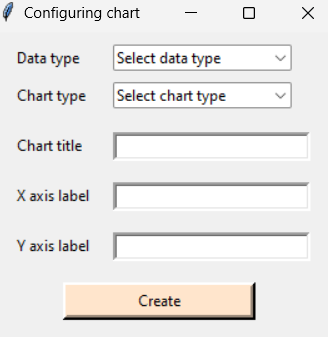 Configuring chart
Data type Select data type
Chart type Select chart type
Chart title
X axis label
Y axis label
Create